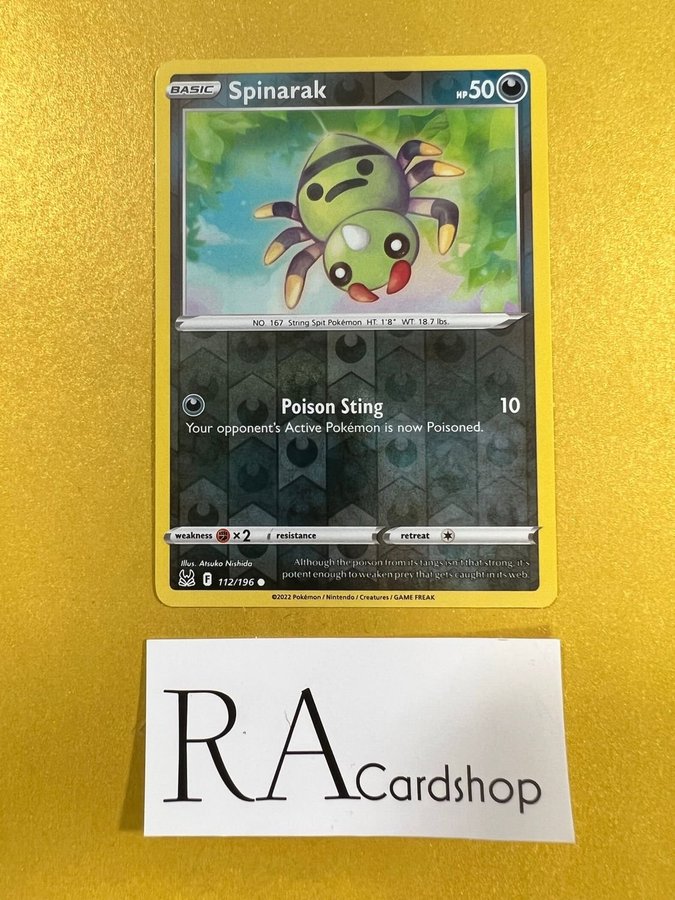 BASIC Spinarak HP50
NO. 167 String Spit Pokémon HT. 1'8" WT. 18.7 lbs.
Poison Sting 10
Your opponent's Active Pokémon is now Poisoned.
weakness ×2 resistance retreat
Illus. Atsuko Nishida
Although the poison from its fangs isn't that strong, it's
potent enough to weaken prey that gets caught in its web.
F 112/196
©2022 Pokémon / Nintendo / Creatures / GAME FREAK
RA Cardshop